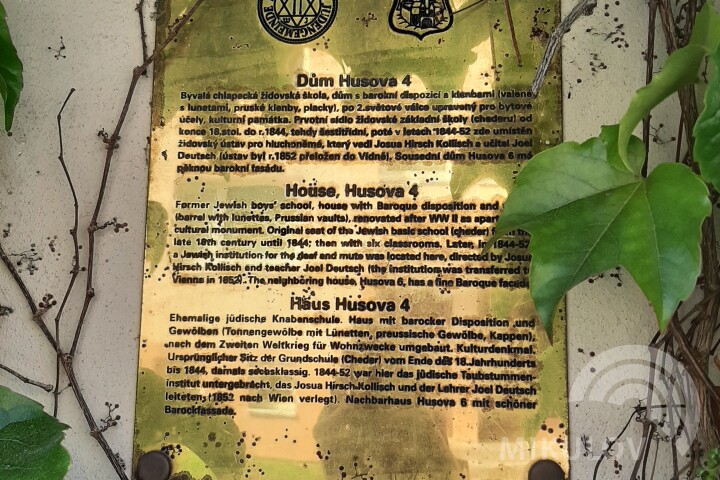 JUDENGEMEINDE
Dům Husova 4
Bývalá chlapecká židovská škola, dům s barokní dispozicí a klenbami (valené
s lunetami, pruské klenby, placky), po 2.světové válce upravený pro bytové
účely, kulturní památka. Prvotní sídlo židovské základní školy (chederu) od
konce 18.stol. do r.1844, tehdy šestitřídní, poté v letech 1844-52 zde umístěn
židovský ústav pro hluchoněmé, který vedl Josua Hirsch Kollisch a učitel Joel
Deutsch (ústav byl r.1852 přeložen do Vídně). Sousední dům Husova 6 má
pěknou barokní fasádu.
House, Husova 4
Former Jewish boys' school, house with Baroque disposition and
(barrel with lunettes, Prussian vaults), renovated after WW II as
cultural monument. Original seat of the Jewish basic school (cheder) from the
late 18th century until 1844; then with six classrooms. Later, in 1844-52
a Jewish institution for the deaf and mute was located here, directed by Josua
Hirsch Kollisch and teacher Joel Deutsch (the institution was transferred to
Vienna in 1852). The neighboring house, Husova 6, has a fine Baroque facade
Haus Husova 4
Ehemalige jüdische Knabenschule. Haus mit barocker Disposition und
Gewölben (Tonnengewölbe mit Lünetten, preussische Gewölbe, Kappen),
nach dem Zweiten Weltkrieg für Wohnzwecke umgebaut. Kulturdenkmal.
Ursprünglicher Sitz der Grundschule (Cheder) vom Ende des 18.Jahrhunderts
bis 1844, damals sechsklassig. 1844-52 war hier das jüdische Taubstummen-
institut untergebracht, das Josua Hirsch Kollisch und der Lehrer Joel Deutsch
leiteten, (1852 nach Wien verlegt). Nachbarhaus Husova 6 mit schöner
Barockfassade.
MIKULOV